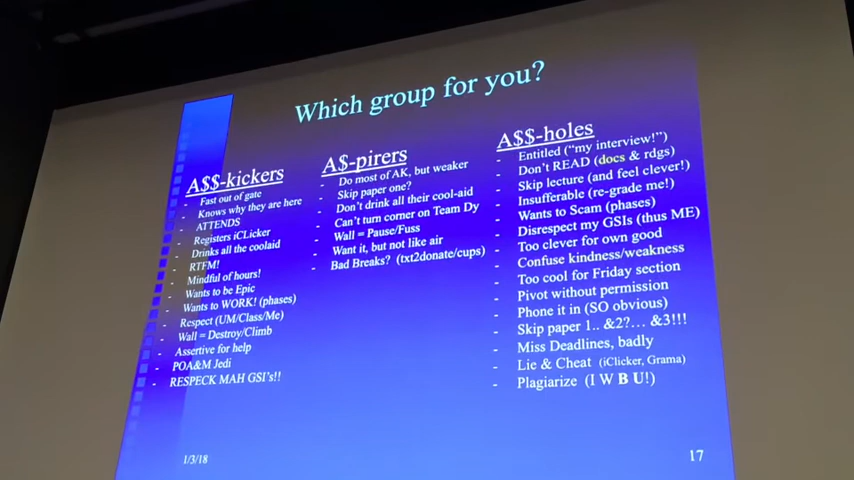 Which group for you?
A$$-kickers
- Fast out of gate
- Knows why they are here
- ATTENDS
- Registers iCLicker
- Drinks all the coolaid
- RTFM!
- Mindful of hours!
- Wants to be Epic
- Wants to WORK! (phases)
- Respect (UM/Class/Me)
- Wall = Destroy/Climb
- Assertive for help
- POA&M Jedi
- RESPECK MAH GSI's!!
A$-pirers
- Do most of AK, but weaker
- Skip paper one?
- Don't drink all their cool-aid
- Can't turn corner on Team Dy
- Wall = Pause/Fuss
- Want it, but not like air
- Bad Breaks? (txt2donate/cups)
A$$-holes
- Entitled ("my interview!")
- Don't READ (docs & rdgs)
- Skip lecture (and feel clever!)
- Insufferable (re-grade me!)
- Wants to Scam (phases)
- Disrespect my GSIs (thus ME)
- Too clever for own good
- Confuse kindness/weakness
- Too cool for Friday section
- Pivot without permission
- Phone it in (SO obvious)
- Skip paper 1.. &2?... &3!!!
- Miss Deadlines, badly
- Lie & Cheat (iClicker, Grama)
- Plagiarize (I W B U!)
1/3/18
17